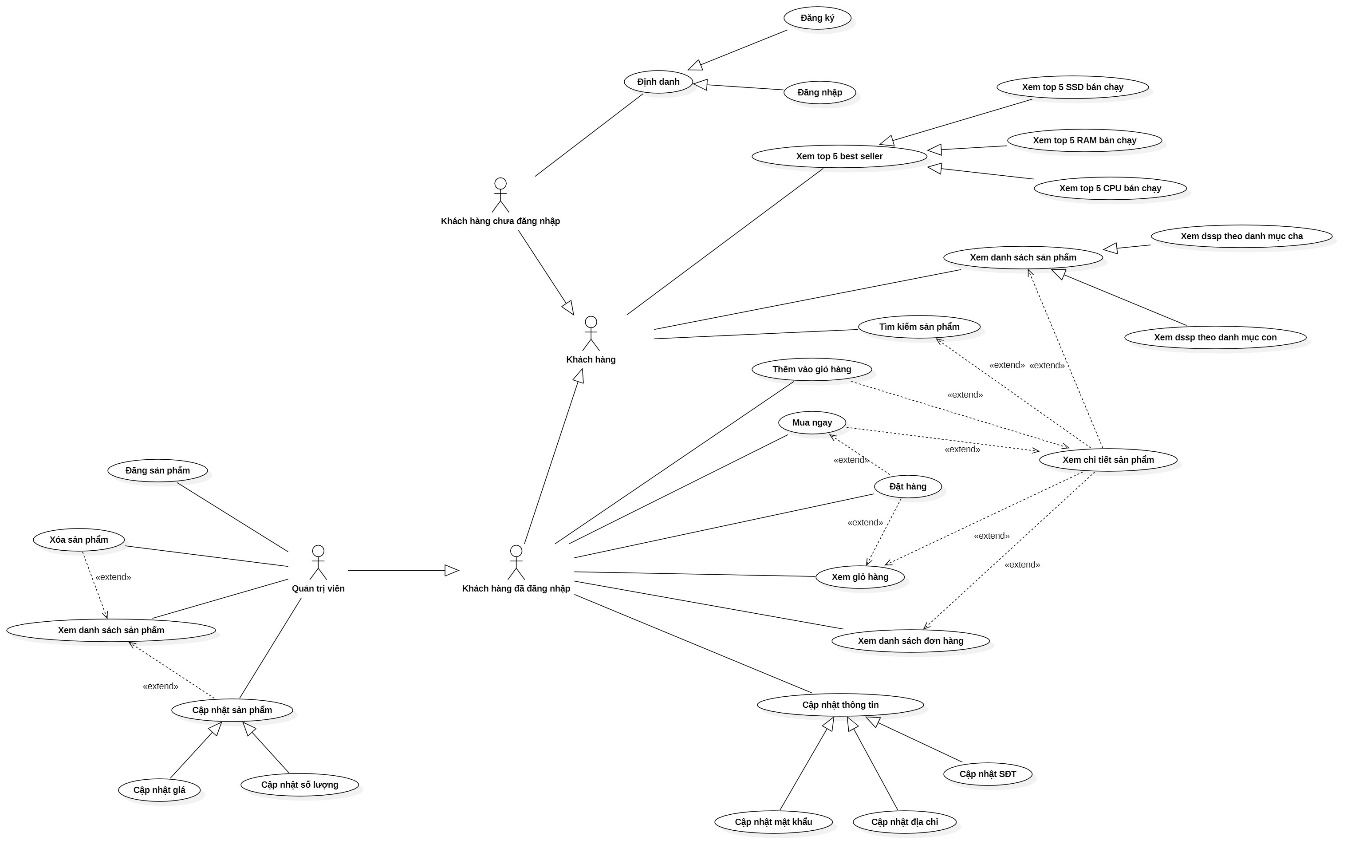 Đăng ký
Định danh
Đăng nhập
Xem top 5 SSD bán chạy
Xem top 5 RAM bán chạy
Xem top 5 best seller
Xem top 5 CPU bán chạy
Khách hàng chưa đăng nhập
Xem dssp theo danh mục cha
Xem danh sách sản phẩm
Tìm kiếm sản phẩm
Xem dssp theo danh mục con
Khách hàng
Thêm vào giỏ hàng
«extend»
«extend»
«extend»
Mua ngay
«extend»
«extend»
Xem chi tiết sản phẩm
Đăng sản phẩm
Đặt hàng
«extend»
Xóa sản phẩm
«extend»
«extend»
Xem giỏ hàng
«extend»
Quản trị viên
Khách hàng đã đăng nhập
Xem danh sách sản phẩm
Xem danh sách đơn hàng
«extend»
Cập nhật sản phẩm
Cập nhật thông tin
Cập nhật giá
Cập nhật số lượng
Cập nhật SĐT
Cập nhật mật khẩu
Cập nhật địa chỉ